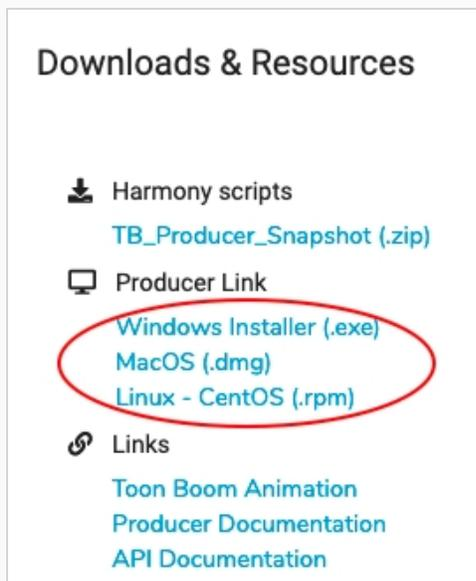 Downloads & Resources
Harmony scripts
TB_Producer_Snapshot (.zip)
Producer Link
Windows Installer (.exe)
MacOS (.dmg)
Linux - CentOS (.rpm)
Links
Toon Boom Animation
Producer Documentation
API Documentation